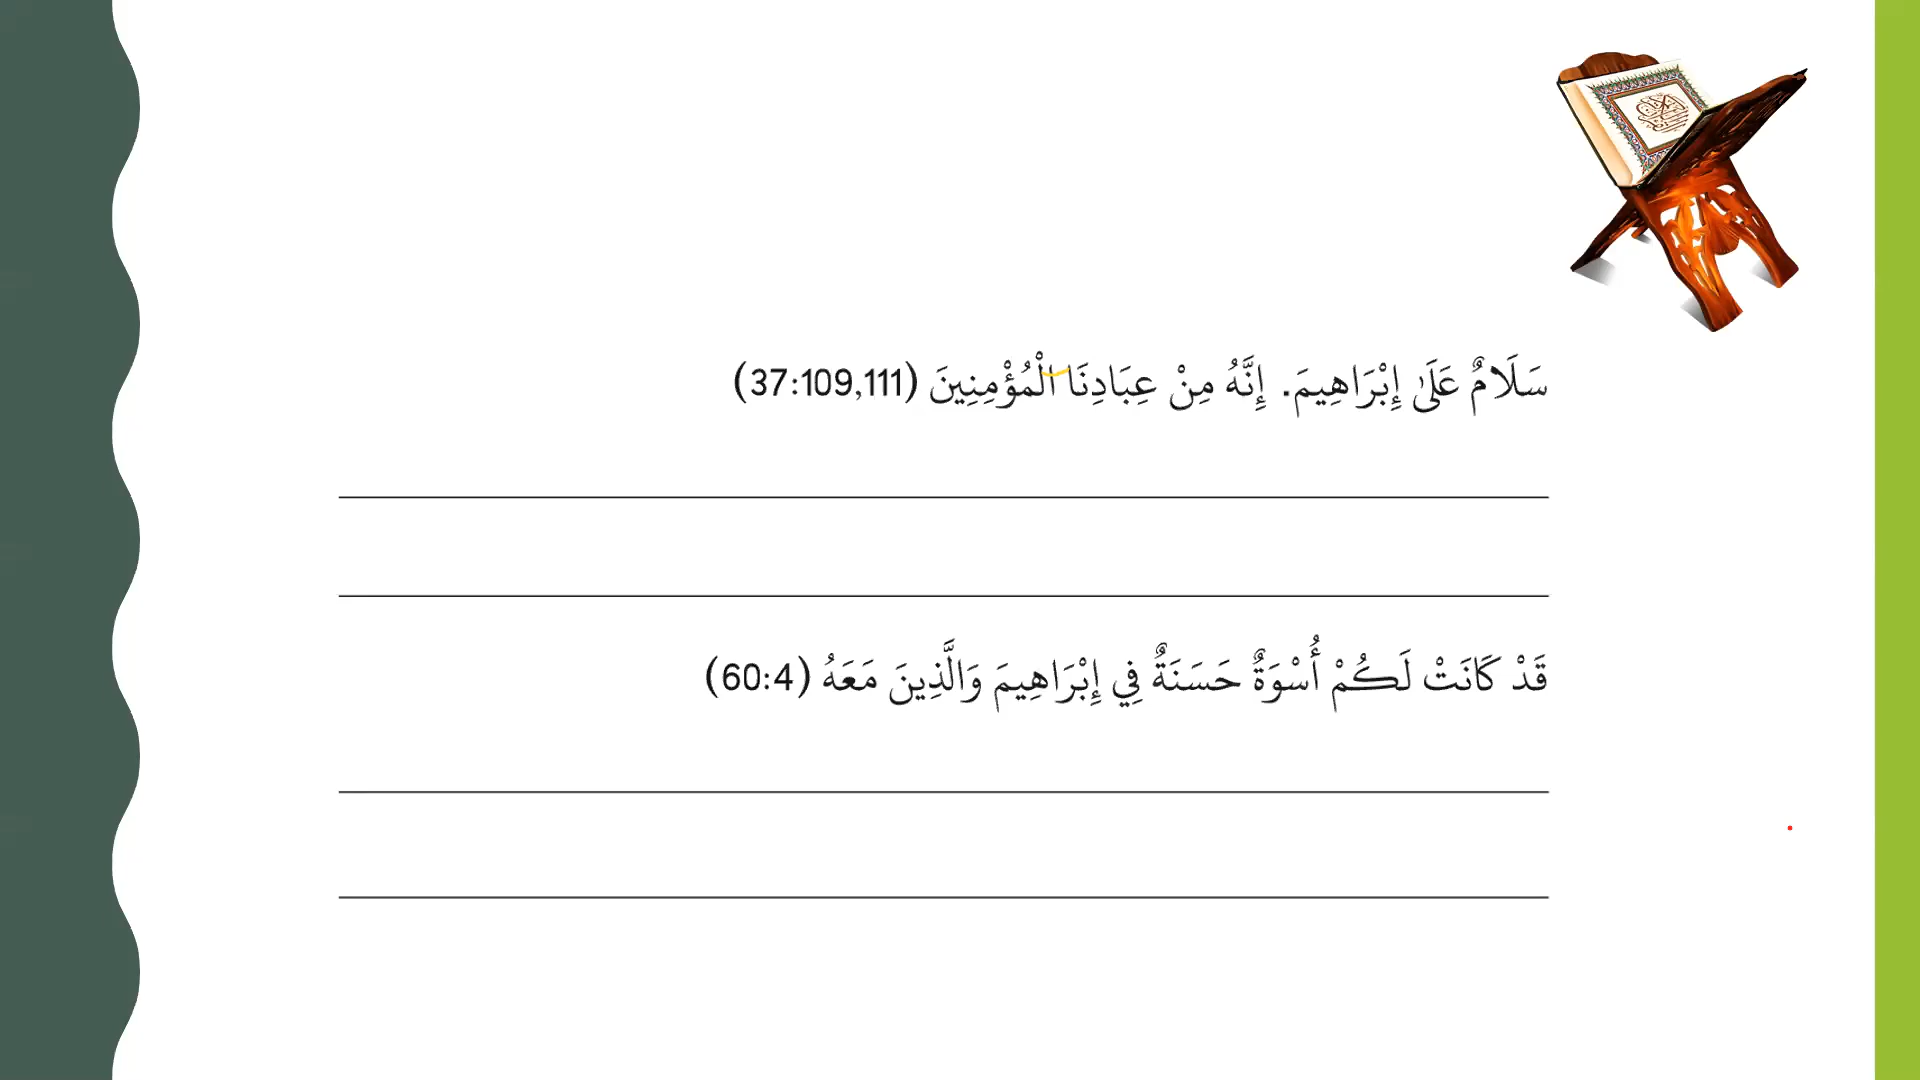 سَلَامٌ عَلَىٰ إِبْرَاهِيمَ. إِنَّهُ مِنْ عِبَادِنَا الْمُؤْمِنِينَ (37:109,111)
قَدْ كَانَتْ لَكُمْ أُسْوَةٌ حَسَنَةٌ فِي إِبْرَاهِيمَ وَالَّذِينَ مَعَهُ (60:4)